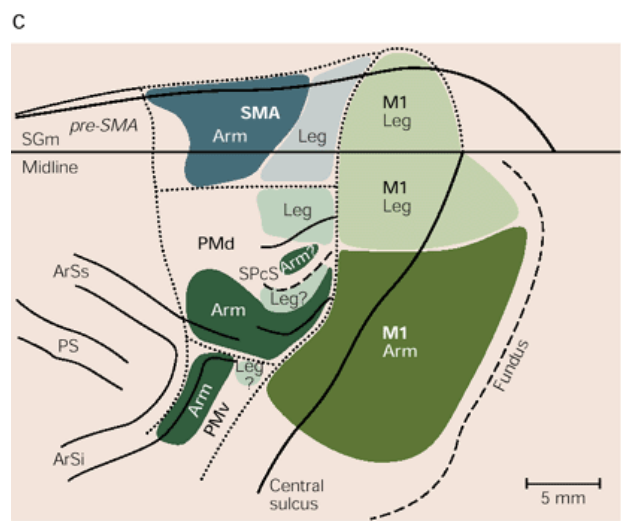 C
SGm
pre-SMA
SMA
Arm
Leg
M1
Leg
Midline
M1
Leg
Leg
PMd
Arm?
SPcS
ArSs
Arm
Leg?
PS
M1
Arm
Leg
?
Arm
PMv
Fundus
ArSi
Central
sulcus
5 mm